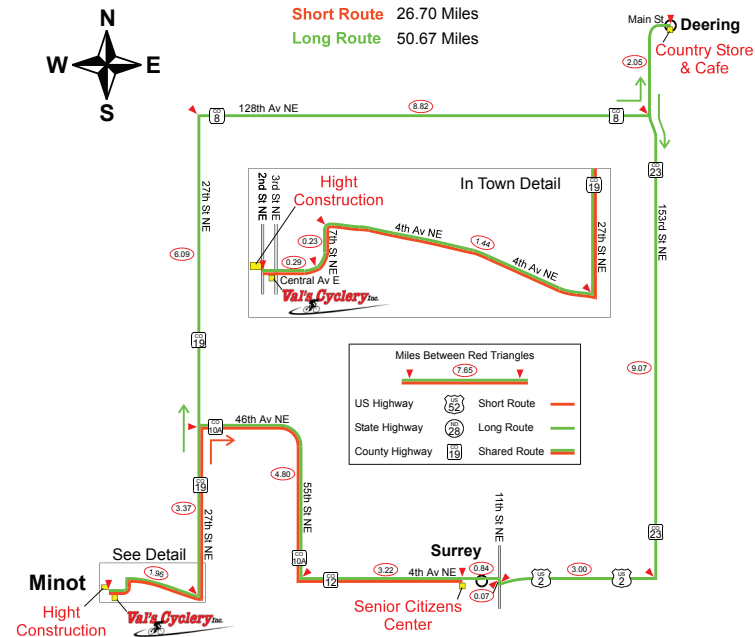 N
W E
S
Short Route 26.70 Miles
Long Route 50.67 Miles
Main St
Deering
Country Store
& Cafe
2.05
CO
8
128th Av NE
8.82
CO
8
CO
23
27th St NE
153rd St NE
6.09
In Town Detail
Hight
Construction
2nd St NE
3rd St NE
0.29
0.23
7th St NE
Central Av E
Val's Cyclery Inc.
4th Av NE
1.44
4th Av NE
CO
19
27th St NE
CO
19
9.07
Miles Between Red Triangles
7.65
US Highway
US
52
Short Route
State Highway
ND
28
Long Route
County Highway
CO
19
Shared Route
CO
10A
46th Av NE
4.80
55th St NE
CO
19
3.37
27th St NE
11th St NE
CO
23
See Detail
Minot
1.96
Hight
Construction
Val's Cyclery Inc.
CO
10A
CO
12
3.22
4th Av NE
Surrey
0.84
0.07
Senior Citizens
Center
US
2
3.00
US
2